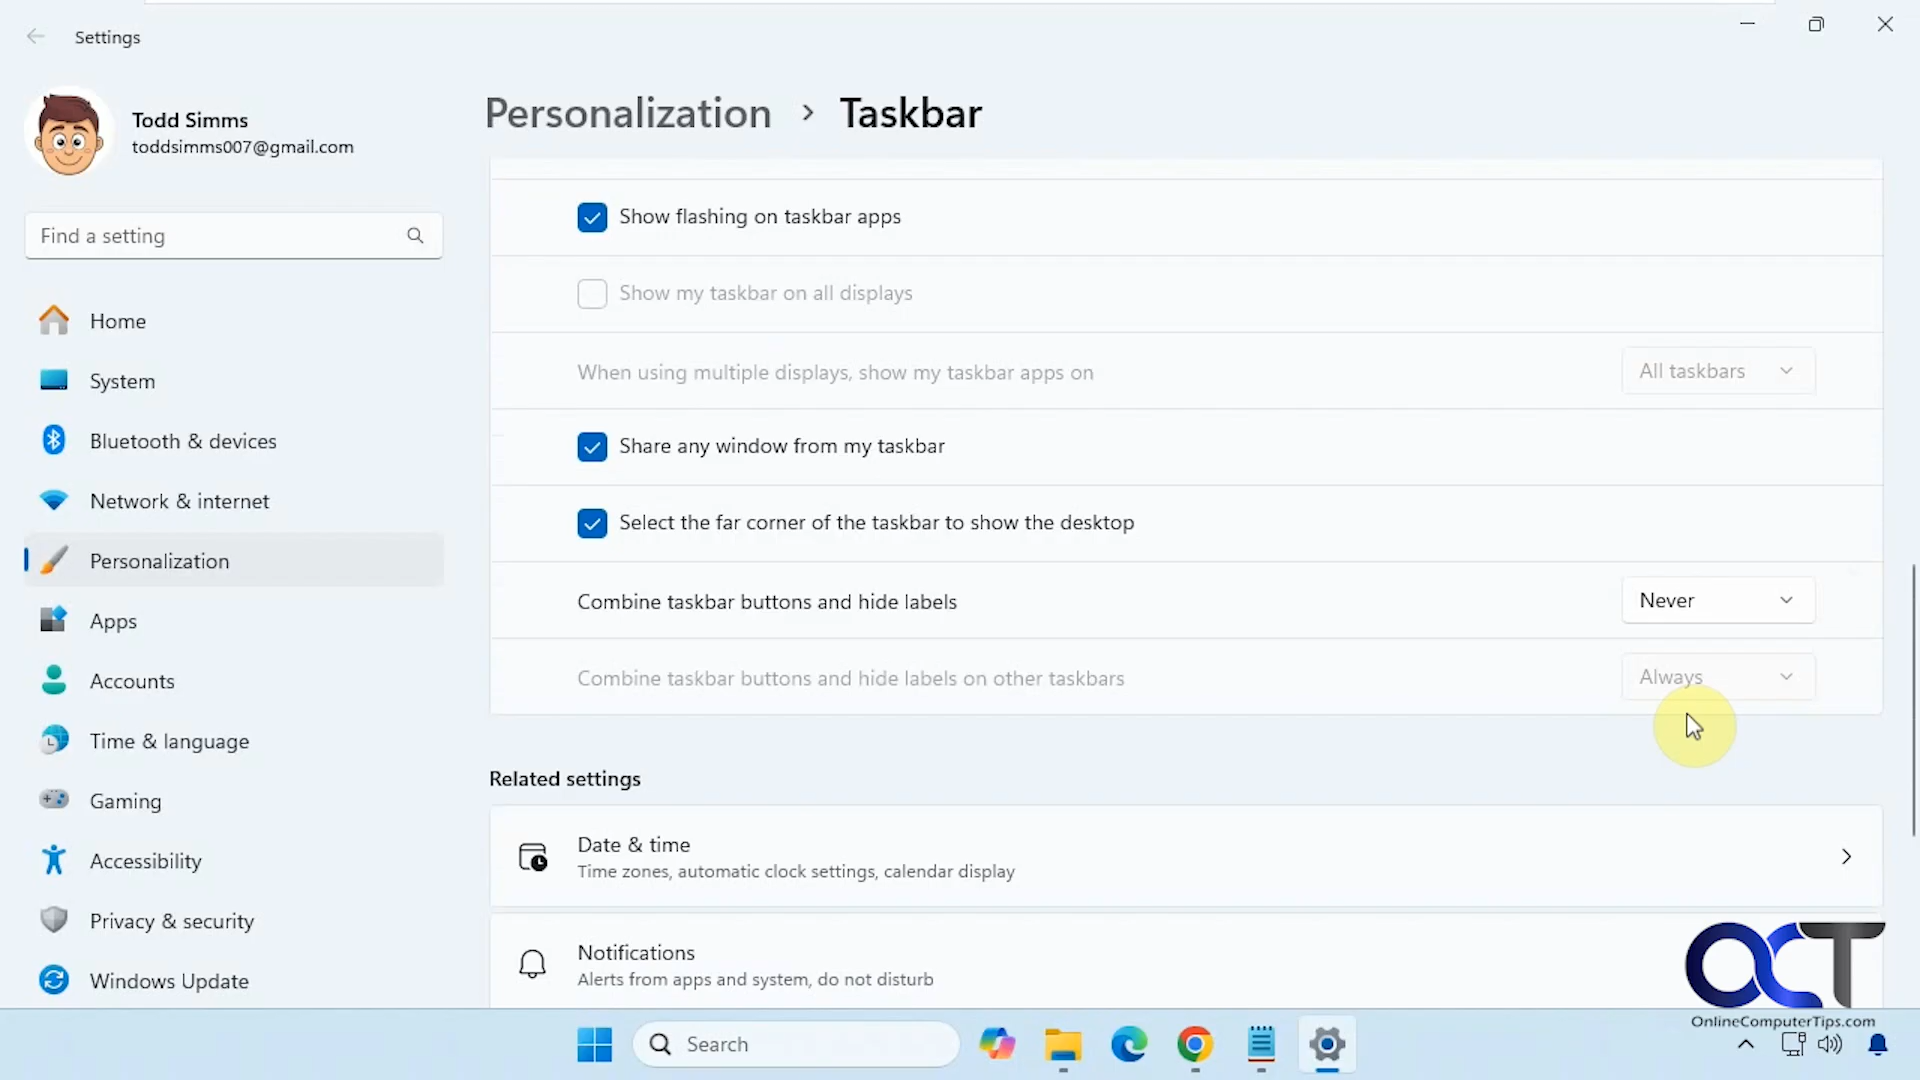 Settings
Todd Simms
toddsimms007@gmail.com
Find a setting
Home
System
Bluetooth & devices
Network & internet
Personalization
Apps
Accounts
Time & language
Gaming
Accessibility
Privacy & security
Windows Update
Personalization > Taskbar
Show flashing on taskbar apps
Show my taskbar on all displays
When using multiple displays, show my taskbar apps on All taskbars
Share any window from my taskbar
Select the far corner of the taskbar to show the desktop
Combine taskbar buttons and hide labels Never
Combine taskbar buttons and hide labels on other taskbars Always
Related settings
Date & time
Time zones, automatic clock settings, calendar display
Notifications
Alerts from apps and system, do not disturb
OCT
OnlineComputerTips.com
Search